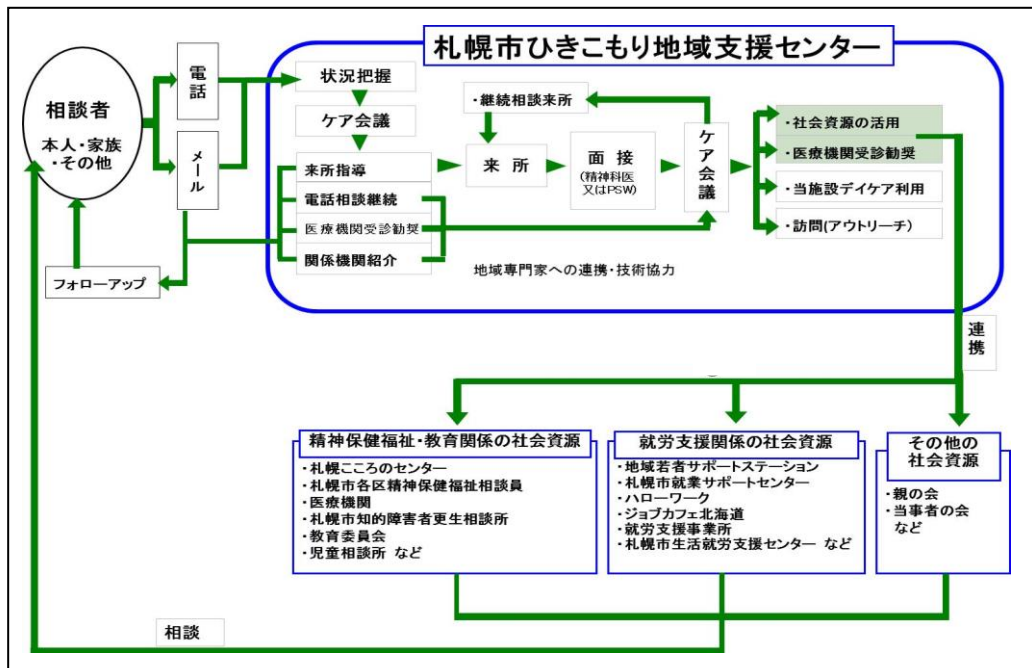 札幌市ひきこもり地域支援センター
相談者
本人・家族
・その他
電話
メール
フォローアップ
状況把握
ケア会議
来所指導
電話相談継続
医療機関受診勧奨
関係機関紹介
・継続相談来所
来所
面接
(精神科医
又はPSW)
ケア会議
・社会資源の活用
・医療機関受診勧奨
・当施設デイケア利用
・訪問(アウトリーチ)
地域専門家への連携・技術協力
連携
精神保健福祉・教育関係の社会資源
・札幌こころのセンター
・札幌市各区精神保健福祉相談員
・医療機関
・札幌市知的障害者更生相談所
・教育委員会
・児童相談所 など
就労支援関係の社会資源
・地域若者サポートステーション
・札幌市就業サポートセンター
・ハローワーク
・ジョブカフェ北海道
・就労支援事業所
・札幌市生活就労支援センター など
その他の
社会資源
・親の会
・当事者の会
など
相談